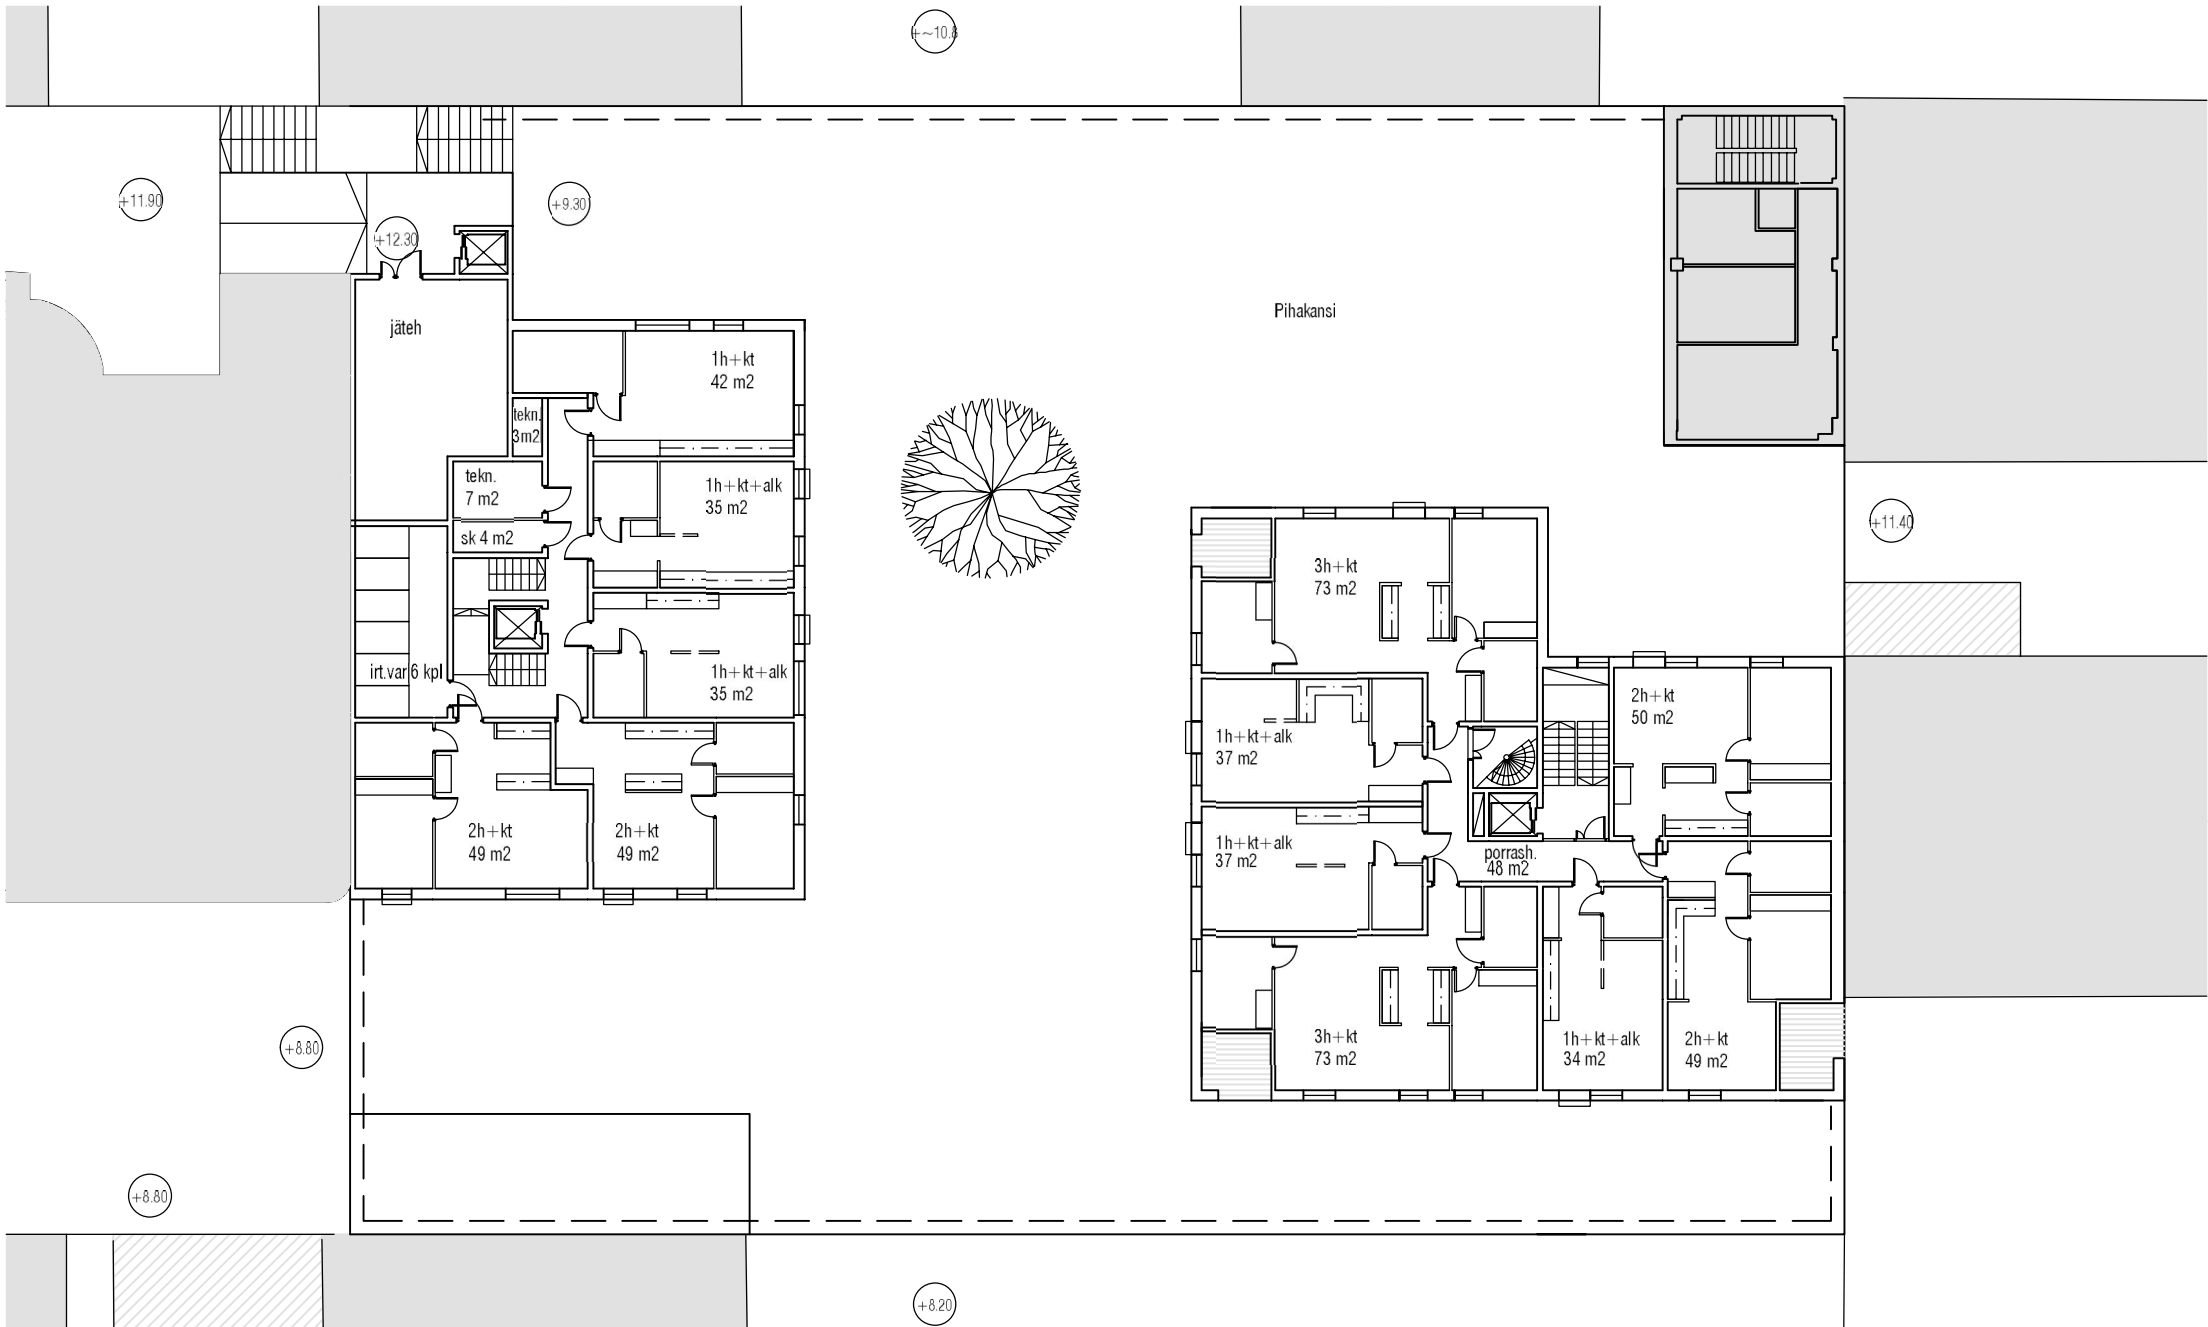 +~10.8
+11.90
+12.30
+9.30
jäteh
Pihakansi
1h+kt
42 m2
tekn.
3m2
tekn.
7 m2
1h+kt+alk
35 m2
sk 4 m2
+11.40
irt.var 6 kpl
1h+kt+alk
35 m2
2h+kt
49 m2
2h+kt
49 m2
3h+kt
73 m2
2h+kt
50 m2
1h+kt+alk
37 m2
1h+kt+alk
37 m2
porrash.
48 m2
3h+kt
73 m2
1h+kt+alk
34 m2
2h+kt
49 m2
+8.80
+8.80
+8.20